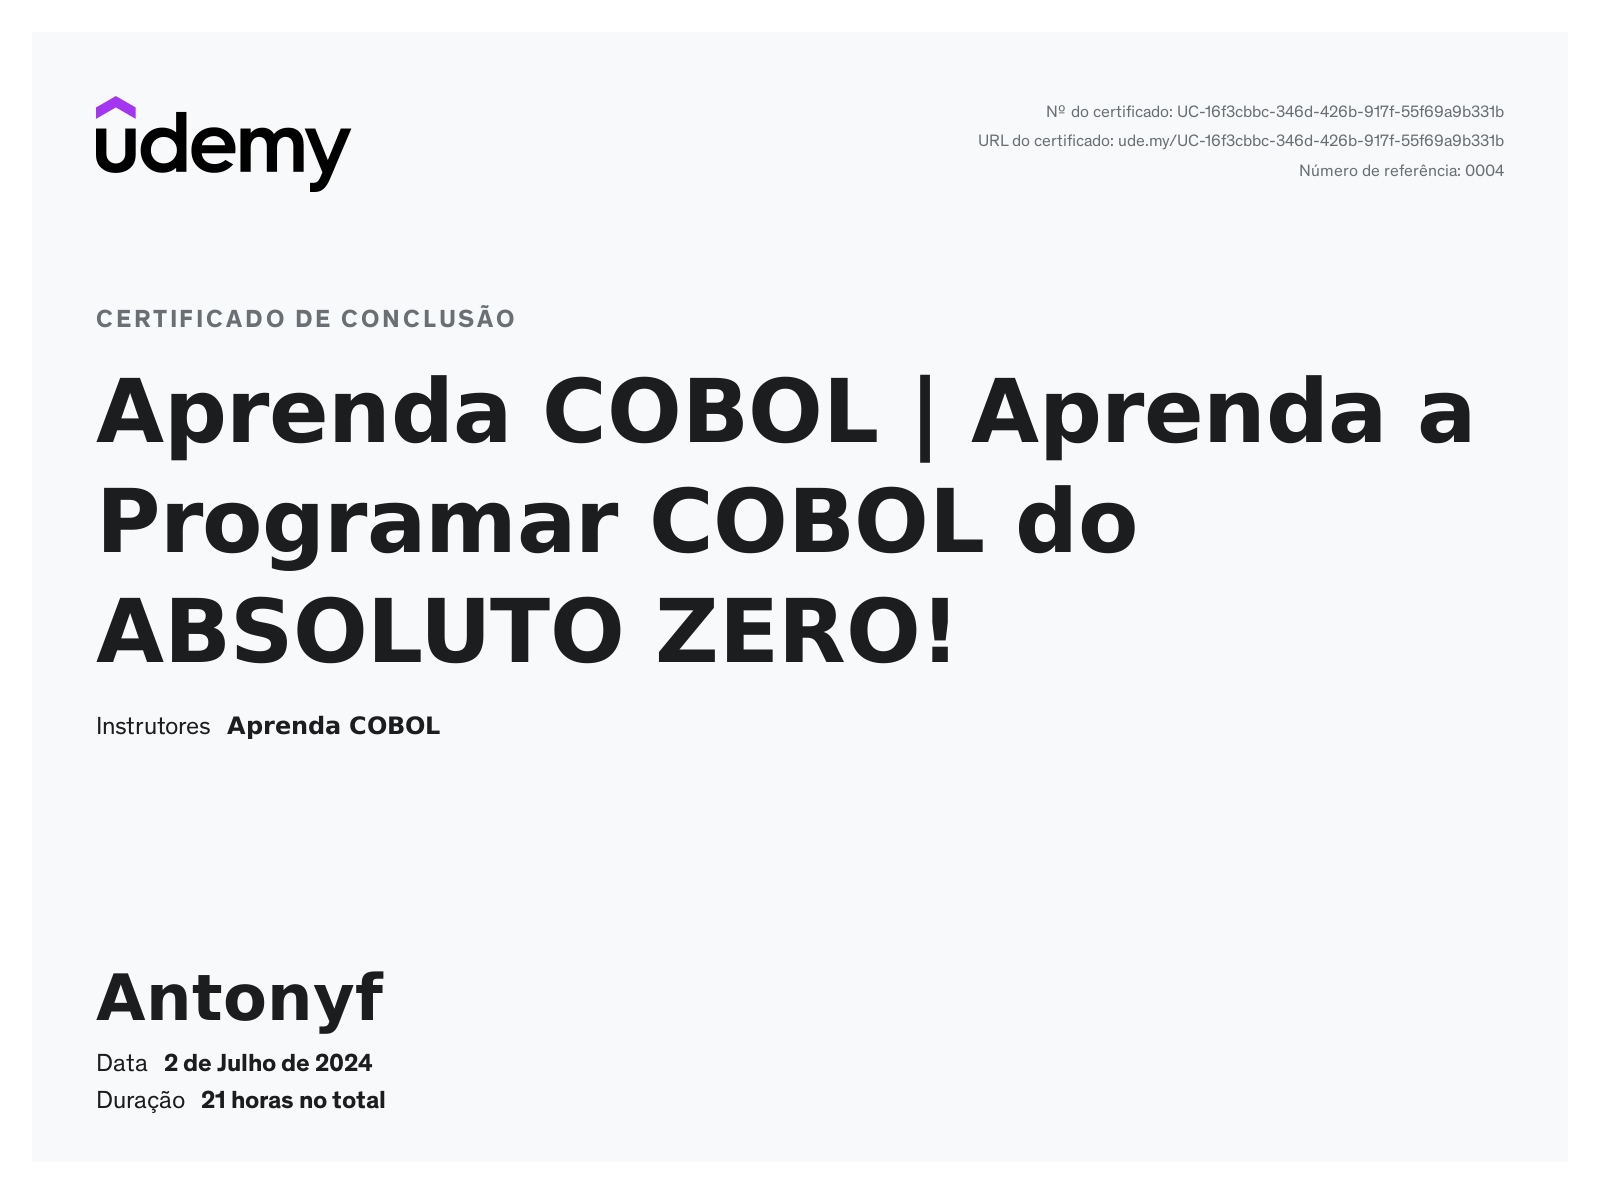 udemy
Nº do certificado: UC-16f3cbbc-346d-426b-917f-55f69a9b331b
URL do certificado: ude.my/UC-16f3cbbc-346d-426b-917f-55f69a9b331b
Número de referência: 0004
CERTIFICADO DE CONCLUSÃO
Aprenda COBOL | Aprenda a
Programar COBOL do
ABSOLUTO ZERO!
Instrutores Aprenda COBOL
Antonyf
Data 2 de Julho de 2024
Duração 21 horas no total